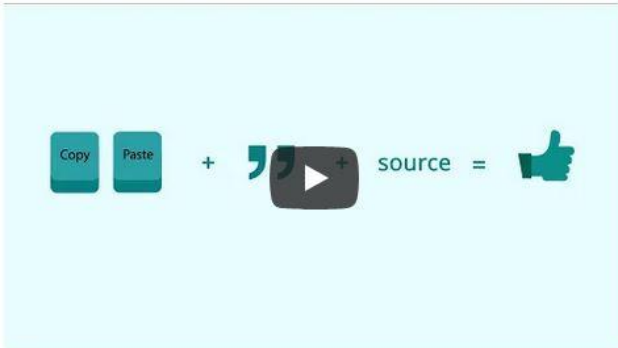 Copy Paste + ” + source =